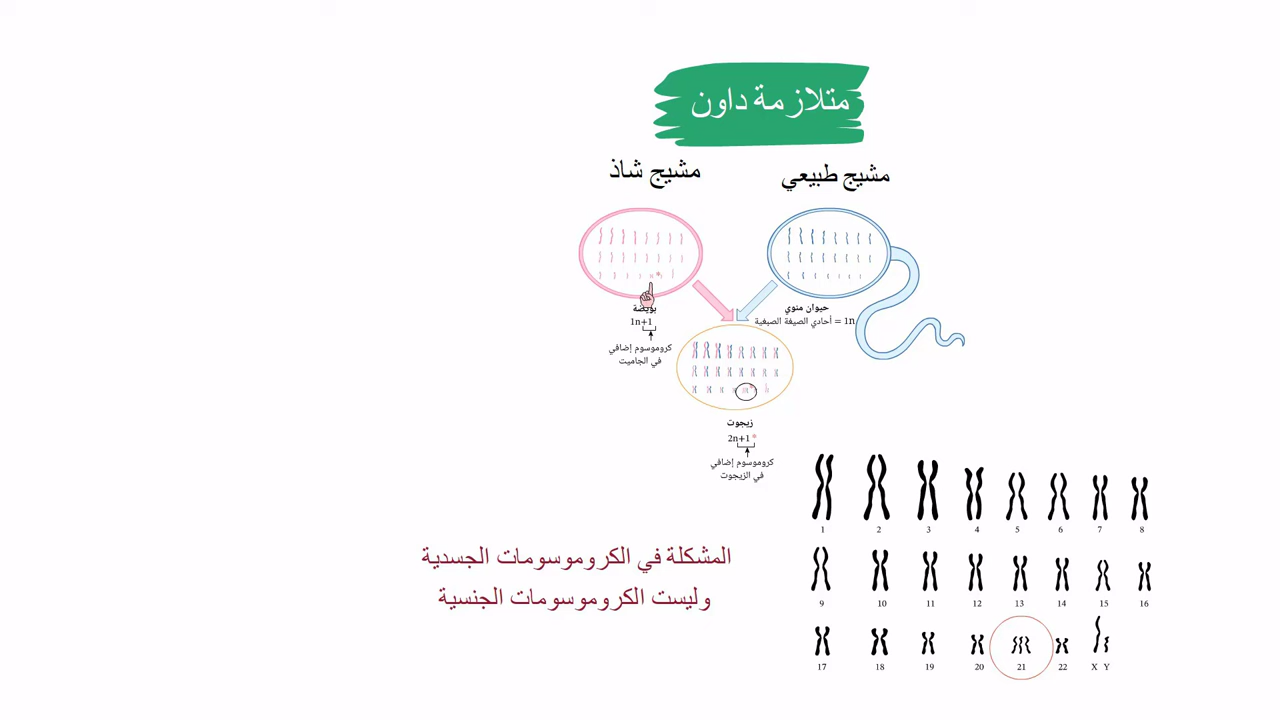 متلازمة داون
مشيج طبيعي
مشيج شاذ
حيوان منوي
1n = أحادي الصيغة الصبغية
بويضة
1n+1
كروموسوم إضافي
في الجاميت
زيجوت
2n+1*
كروموسوم إضافي
في الزيجوت
المشكلة في الكروموسومات الجسدية
وليست الكروموسومات الجنسية
1 2 3 4 5 6 7 8
9 10 11 12 13 14 15 16
17 18 19 20 21 22 X Y